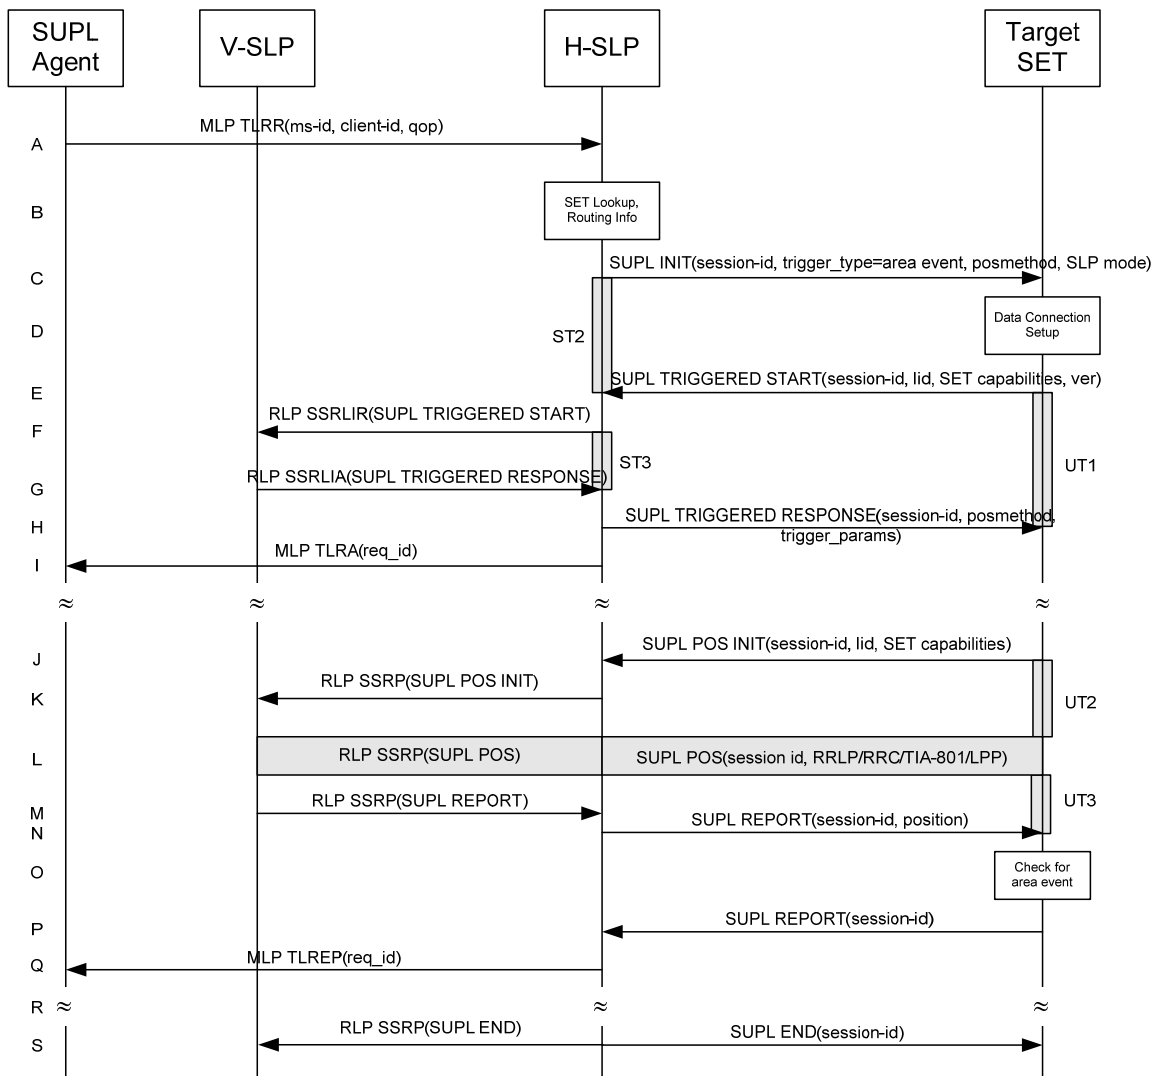 SUPL
Agent
V-SLP
H-SLP
Target
SET
A
MLP TLRR(ms-id, client-id, qop)
B
SET Lookup,
Routing Info
C
SUPL INIT(session-id, trigger_type=area event, posmethod, SLP mode)
D
ST2
Data Connection
Setup
E
SUPL TRIGGERED START(session-id, lid, SET capabilities, ver)
F
RLP SSRLIR(SUPL TRIGGERED START)
ST3
UT1
G
RLP SSRLIA(SUPL TRIGGERED RESPONSE)
H
SUPL TRIGGERED RESPONSE(session-id, posmethod,
trigger_params)
I
MLP TLRA(req_id)
≈ ≈ ≈ ≈
J
SUPL POS INIT(session-id, lid, SET capabilities)
K
RLP SSRP(SUPL POS INIT)
UT2
L
RLP SSRP(SUPL POS)
SUPL POS(session id, RRLP/RRC/TIA-801/LPP)
M
RLP SSRP(SUPL REPORT)
UT3
N
SUPL REPORT(session-id, position)
O
Check for
area event
P
SUPL REPORT(session-id)
Q
MLP TLREP(req_id)
R ≈ ≈ ≈
S
RLP SSRP(SUPL END)
SUPL END(session-id)